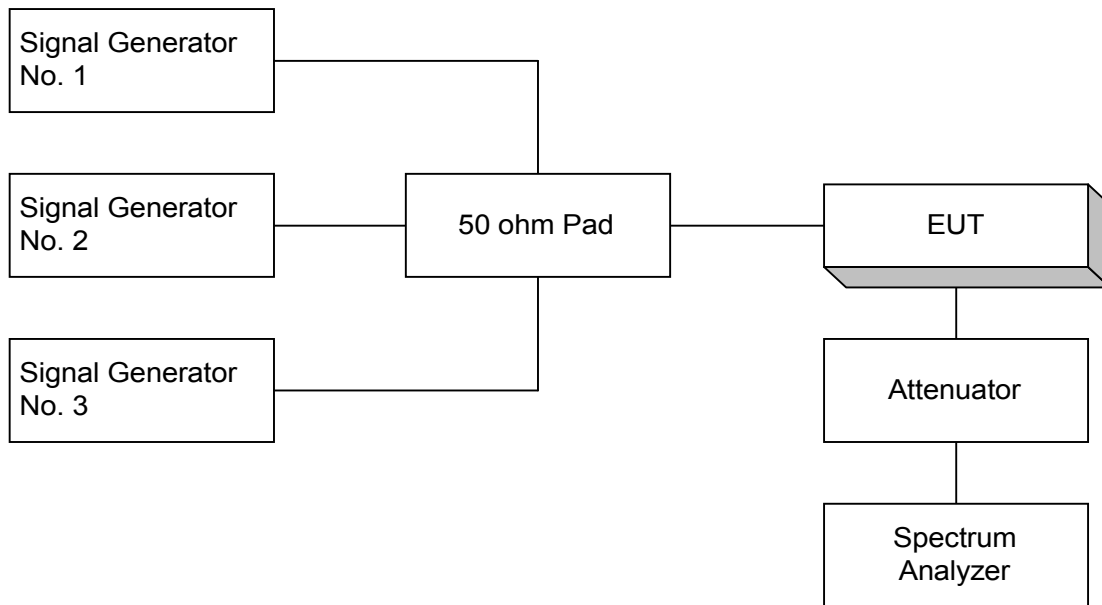 Signal Generator
No. 1
Signal Generator
No. 2
50 ohm Pad
EUT
Signal Generator
No. 3
Attenuator
Spectrum
Analyzer